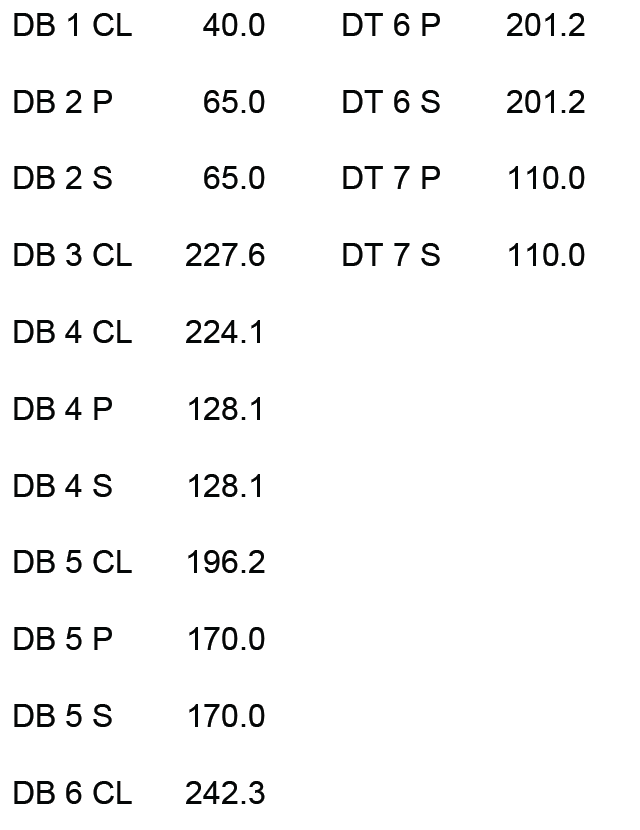 DB 1 CL 40.0 DT 6 P 201.2
DB 2 P 65.0 DT 6 S 201.2
DB 2 S 65.0 DT 7 P 110.0
DB 3 CL 227.6 DT 7 S 110.0
DB 4 CL 224.1
DB 4 P 128.1
DB 4 S 128.1
DB 5 CL 196.2
DB 5 P 170.0
DB 5 S 170.0
DB 6 CL 242.3